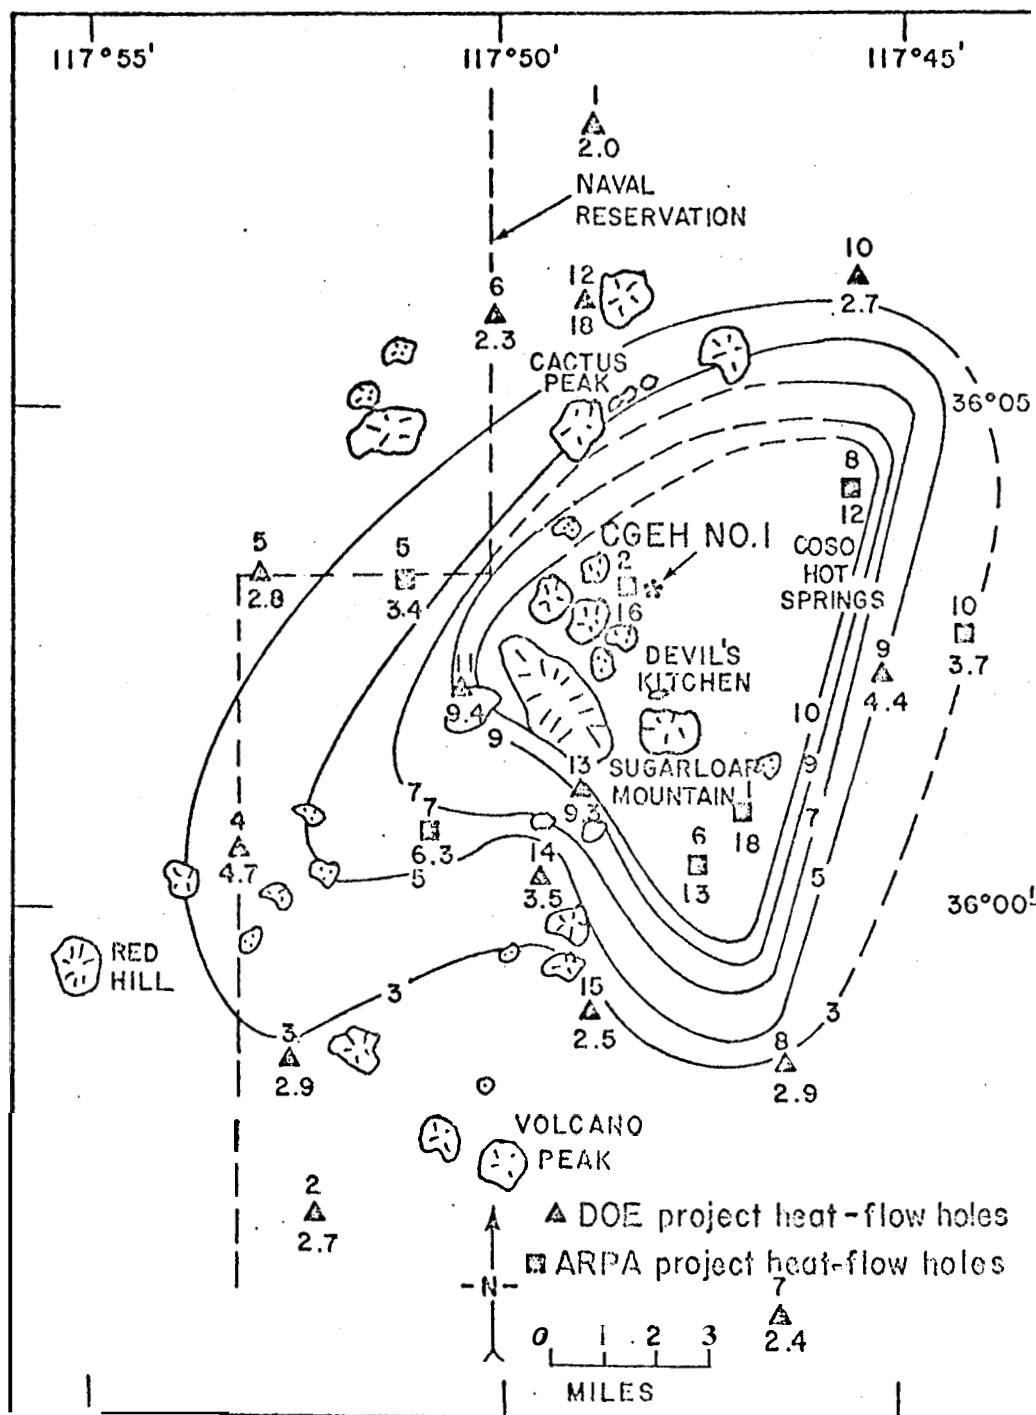 117°55'
117°50'
117°45'
1
2.0
NAVAL
RESERVATION
10
2.7
6
2.3
12
18
CACTUS
PEAK
36°05
8
12
CGEH NO.1
COSO
HOT
SPRINGS
5
2.8
5
3.4
2
16
10
3.7
DEVIL'S
KITCHEN
9
4.4
11
9.4
9
10
13
9.3
SUGARLOAF
MOUNTAIN
9
1
18
7
7
7
6.3
5
4
4.7
14
3.5
6
13
5
36°00'
RED
HILL
3
3
2.9
15
2.5
3
8
2.9
VOLCANO
PEAK
2
2.7
DOE project heat-flow holes
ARPA project heat-flow holes
-N-
7
2.4
0 1 2 3
MILES